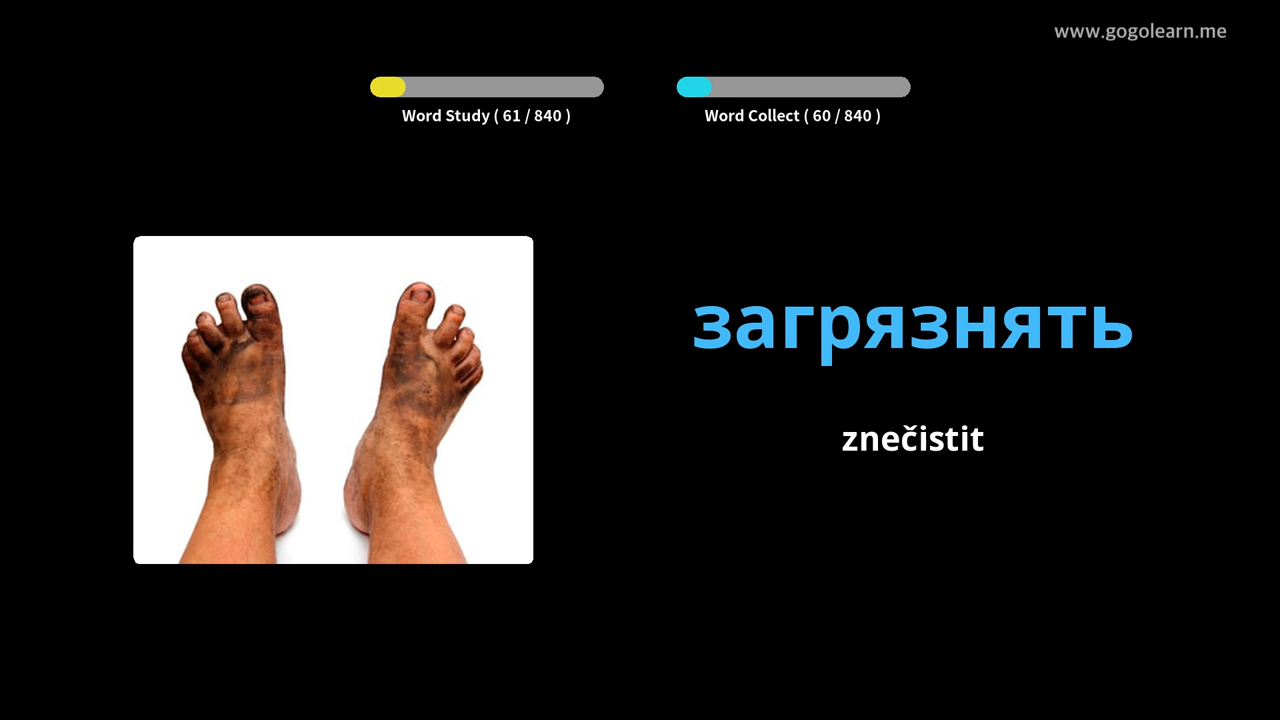 www.gogolearn.me
Word Study ( 61 / 840 )
Word Collect ( 60 / 840 )
загрязнять
znečistit